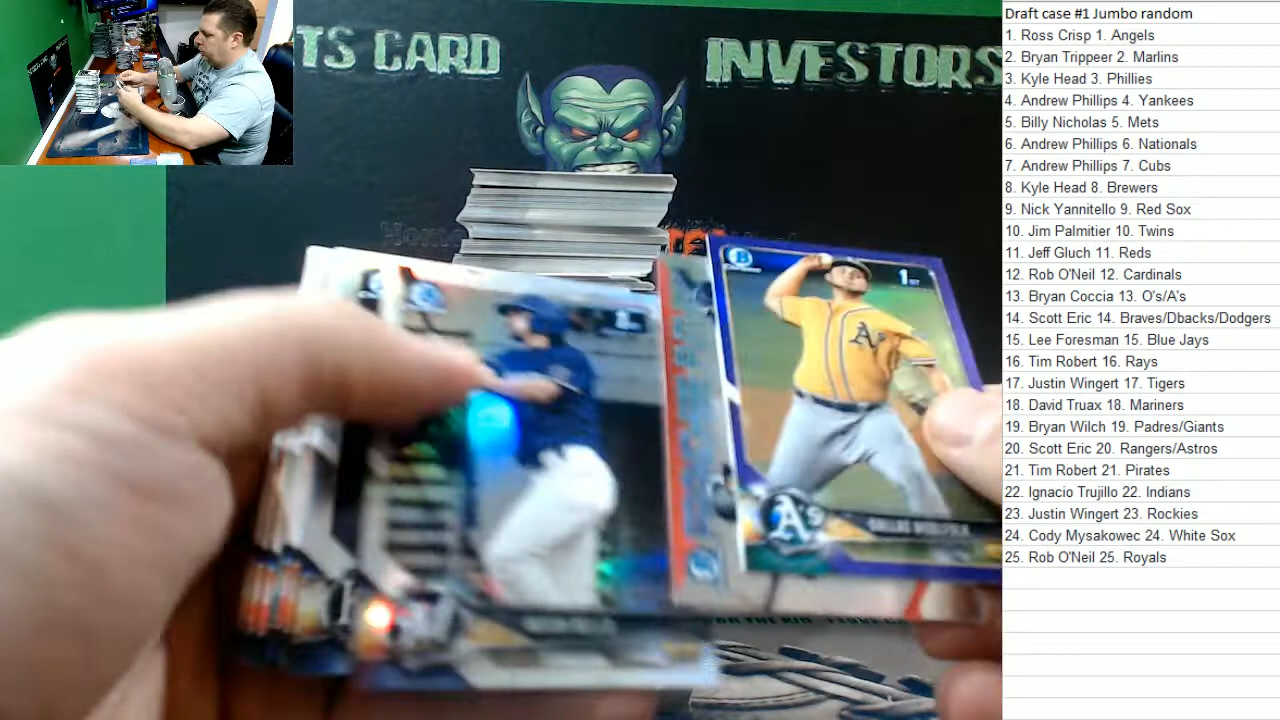 TS CARD INVESTORS
1ST
A's
A's
Draft case #1 Jumbo random
1. Ross Crisp 1. Angels
2. Bryan Trippeer 2. Marlins
3. Kyle Head 3. Phillies
4. Andrew Phillips 4. Yankees
5. Billy Nicholas 5. Mets
6. Andrew Phillips 6. Nationals
7. Andrew Phillips 7. Cubs
8. Kyle Head 8. Brewers
9. Nick Yannitello 9. Red Sox
10. Jim Palmitier 10. Twins
11. Jeff Gluch 11. Reds
12. Rob O'Neil 12. Cardinals
13. Bryan Coccia 13. O's/A's
14. Scott Eric 14. Braves/Dbacks/Dodgers
15. Lee Foresman 15. Blue Jays
16. Tim Robert 16. Rays
17. Justin Wingert 17. Tigers
18. David Truax 18. Mariners
19. Bryan Wilch 19. Padres/Giants
20. Scott Eric 20. Rangers/Astros
21. Tim Robert 21. Pirates
22. Ignacio Trujillo 22. Indians
23. Justin Wingert 23. Rockies
24. Cody Mysakowec 24. White Sox
25. Rob O'Neil 25. Royals